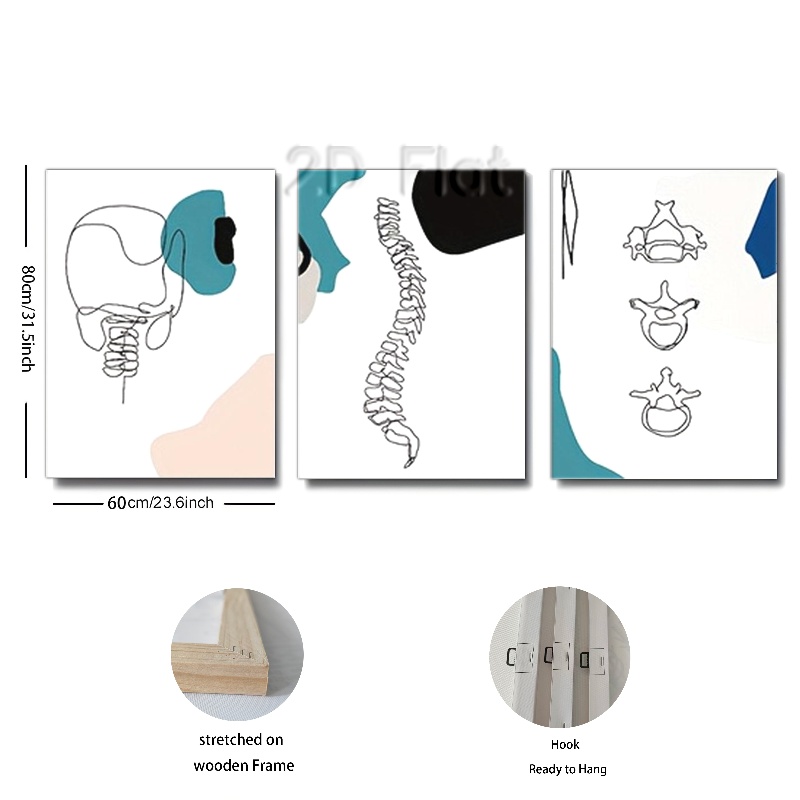 2D Flat
80cm/31.5inch
60cm/23.6inch
stretched on
wooden Frame
Hook
Ready to Hang